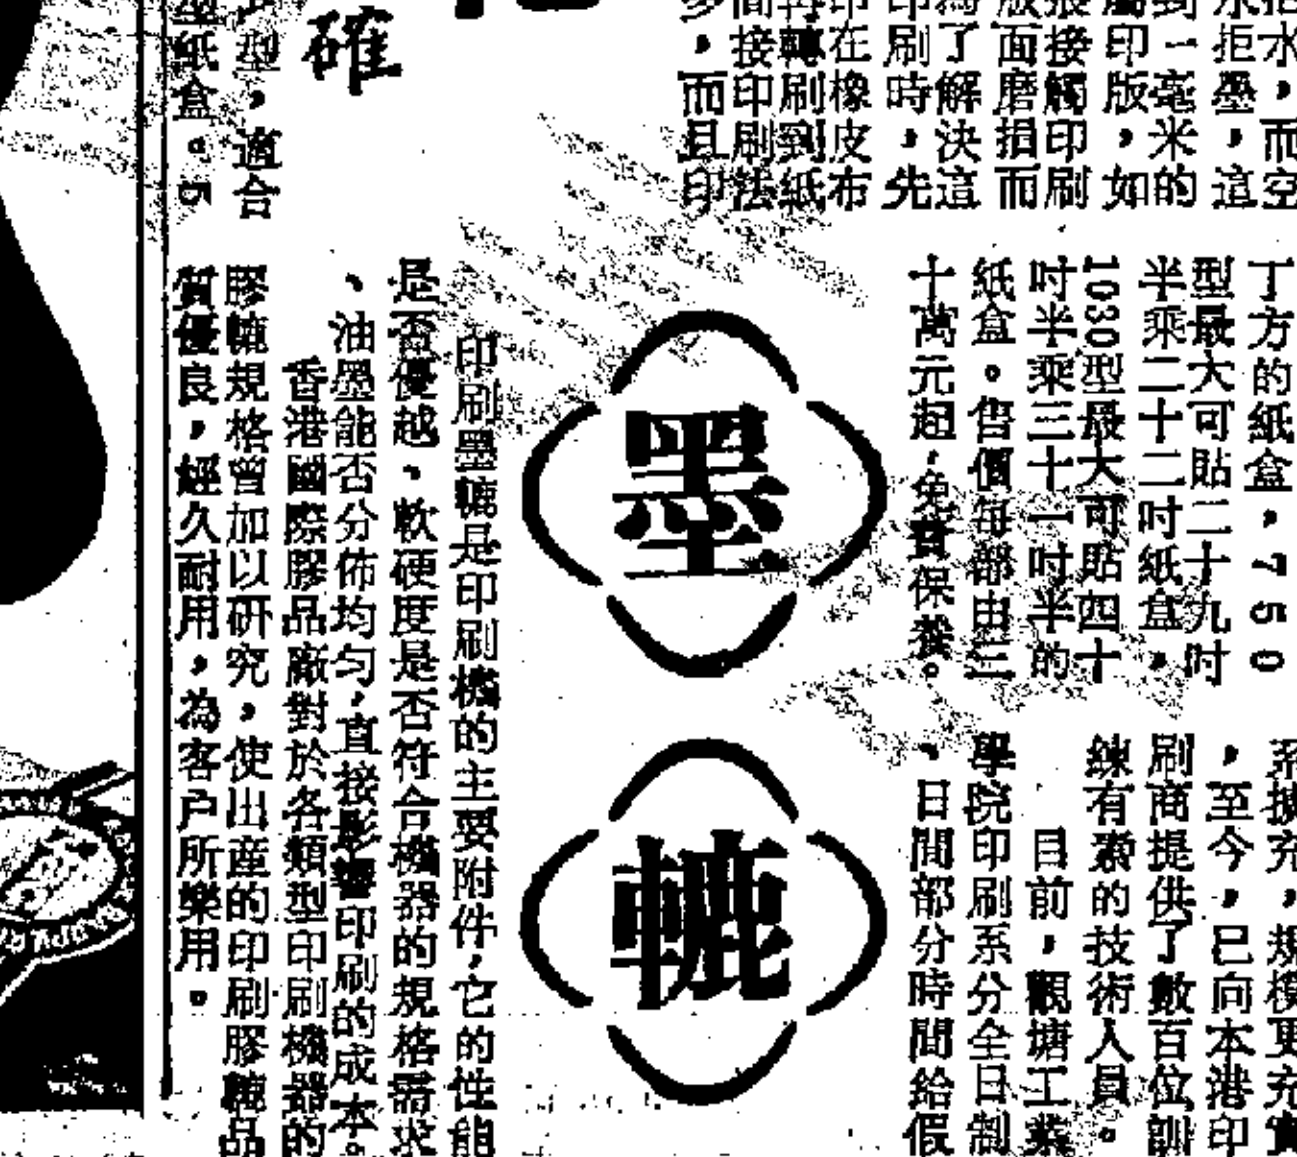 水拒墨，這
到一毫米的
屬印版，如
張接觸印刷
版面磨損而
為了解決這
印刷時，先
印在橡皮布
再轉刷到紙
間接印刷法
多，而且印
確
型，適合
型紙盒。5
丁方的紙盒，750
型最大可貼二十九吋
半乘二十二吋紙盒，
1030型最大可貼四十
吋半乘三十一吋半的
紙盒。售價每部由三
十萬元起，免費保養。
墨
轆
印刷墨轆是印刷機的主要附件，它的性能
是否優越、軟硬度是否符合機器的規格需求
、油墨能否分佈均勻，直接影響印刷的成本。
香港國際膠品廠對於各類型印刷機器的
膠轆規格曾加以研究，使出產的印刷膠轆品
質優良，經久耐用，為客戶所樂用。
充，規模更充實
，至今，已向本港印
刷商提供了數百位訓
練有素的技術人員。
目前，觀塘工業
學院印刷系分全日制
、日間部分時間給假